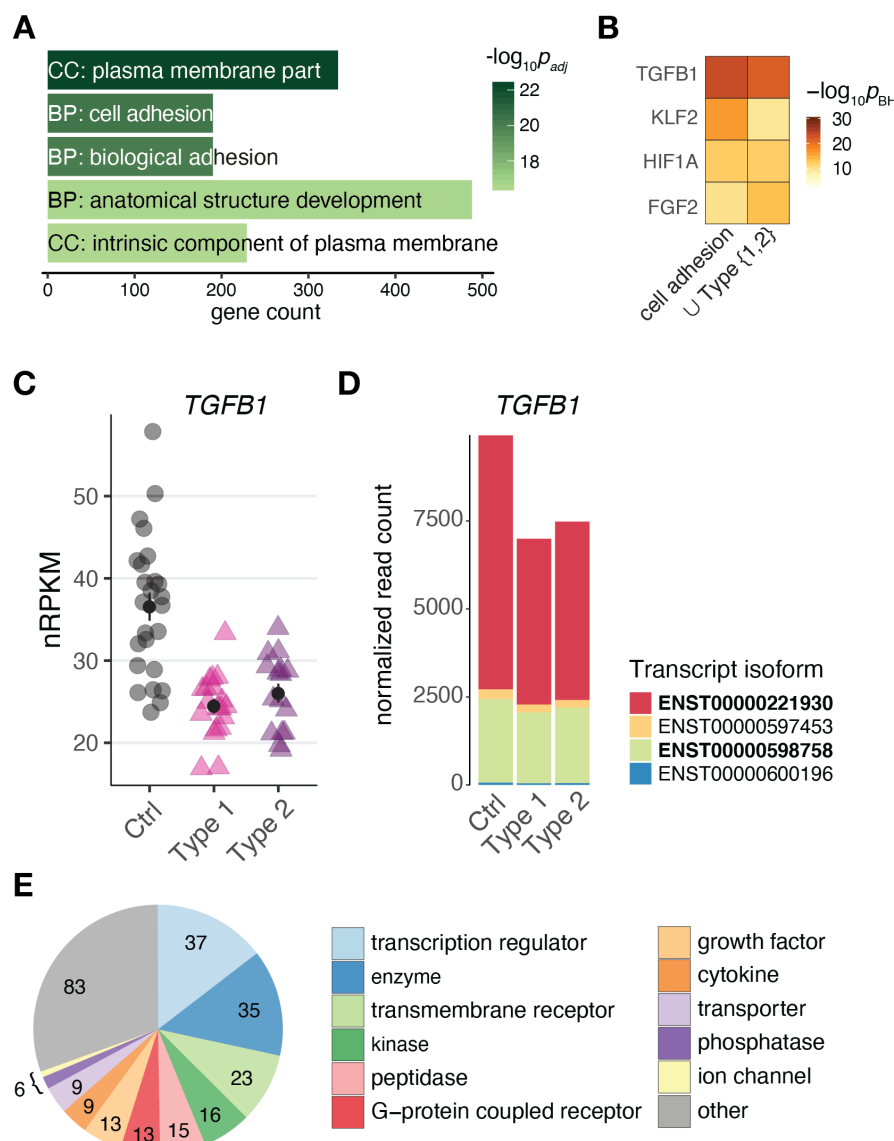 A
CC: plasma membrane part
BP: cell adhesion
BP: biological adhesion
BP: anatomical structure development
CC: intrinsic component of plasma membrane
0 100 200 300 400 500
gene count
-log10padj
22
20
18
B
TGFB1
KLF2
HIF1A
FGF2
cell adhesion
∪ Type {1,2}
−log10pBH
30
20
10
C
TGFB1
nRPKM
50
40
30
20
Ctrl
Type 1
Type 2
D
TGFB1
normalized read count
7500
5000
2500
0
Ctrl
Type 1
Type 2
Transcript isoform
ENST00000221930
ENST00000597453
ENST00000598758
ENST00000600196
E
37
35
23
16
15
13
13
9
9
6 {
83
transcription regulator
enzyme
transmembrane receptor
kinase
peptidase
G−protein coupled receptor
growth factor
cytokine
transporter
phosphatase
ion channel
other